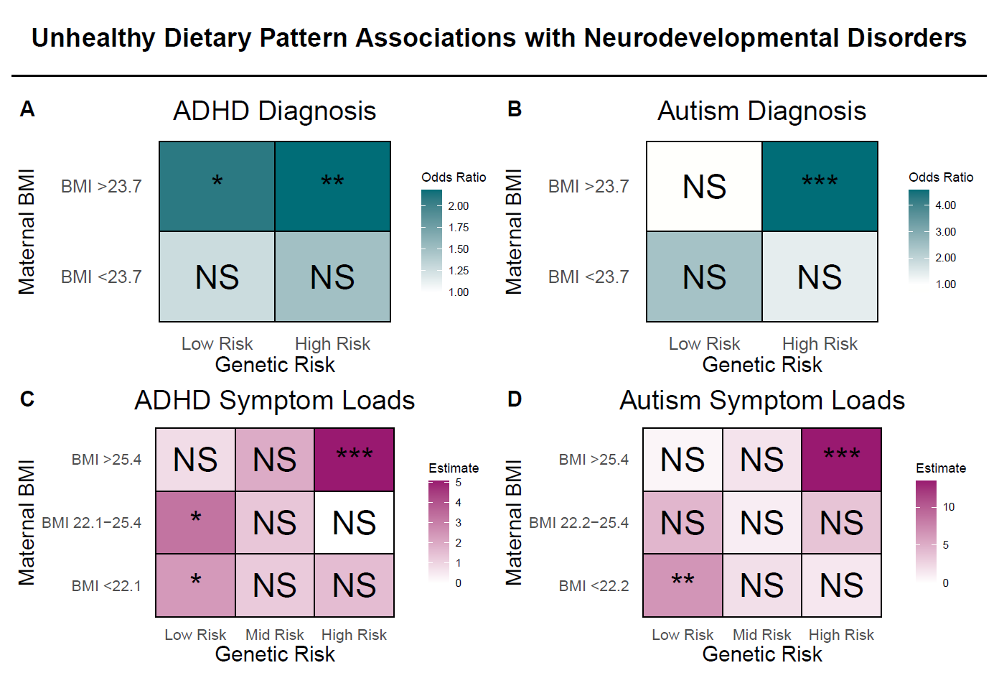 Unhealthy Dietary Pattern Associations with Neurodevelopmental Disorders
A
ADHD Diagnosis
Maternal BMI
BMI >23.7
BMI <23.7
*
**
NS
NS
Low Risk
High Risk
Genetic Risk
Odds Ratio
2.00
1.75
1.50
1.25
1.00
B
Autism Diagnosis
Maternal BMI
BMI >23.7
BMI <23.7
NS
***
NS
NS
Low Risk
High Risk
Genetic Risk
Odds Ratio
4.00
3.00
2.00
1.00
C
ADHD Symptom Loads
Maternal BMI
BMI >25.4
BMI 22.1−25.4
BMI <22.1
NS
NS
***
*
NS
NS
*
NS
NS
Low Risk
Mid Risk
High Risk
Genetic Risk
Estimate
5
4
3
2
1
0
D
Autism Symptom Loads
Maternal BMI
BMI >25.4
BMI 22.2−25.4
BMI <22.2
NS
NS
***
NS
NS
NS
**
NS
NS
Low Risk
Mid Risk
High Risk
Genetic Risk
Estimate
10
5
0